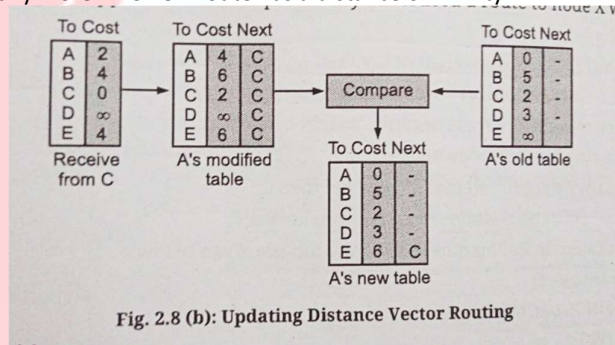 To Cost
A 2
B 4
C 0
D ∞
E 4
Receive
from C
To Cost Next
A 4 C
B 6 C
C 2 C
D ∞ C
E 6 C
A's modified
table
Compare
To Cost Next
A 0 -
B 5 -
C 2 -
D 3 -
E ∞
A's old table
To Cost Next
A 0 -
B 5 -
C 2 -
D 3 -
E 6 C
A's new table
Fig. 2.8 (b): Updating Distance Vector Routing